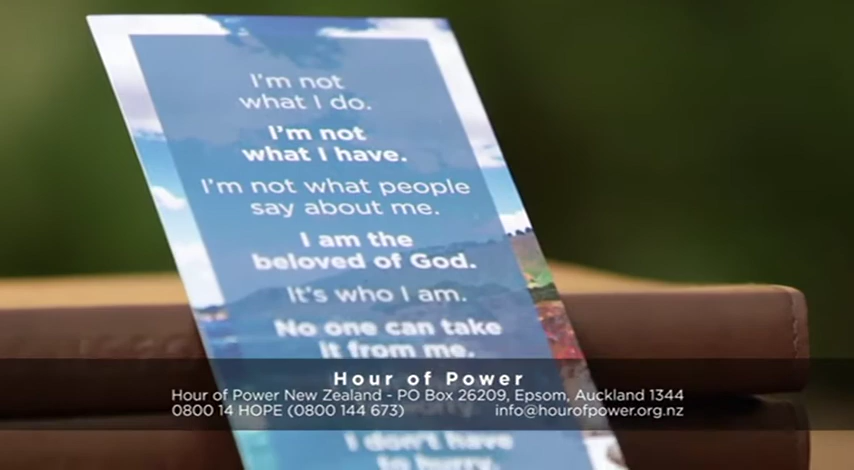 I'm not
what I do.
I'm not
what I have.
I'm not what people
say about me.
I am the
beloved of God.
It's who I am.
No one can take
it from me.
Hour of Power
Hour of Power New Zealand - PO Box 26209, Epsom, Auckland 1344
0800 14 HOPE (0800 144 673) info@hourofpower.org.nz
I don't have
to hurry.